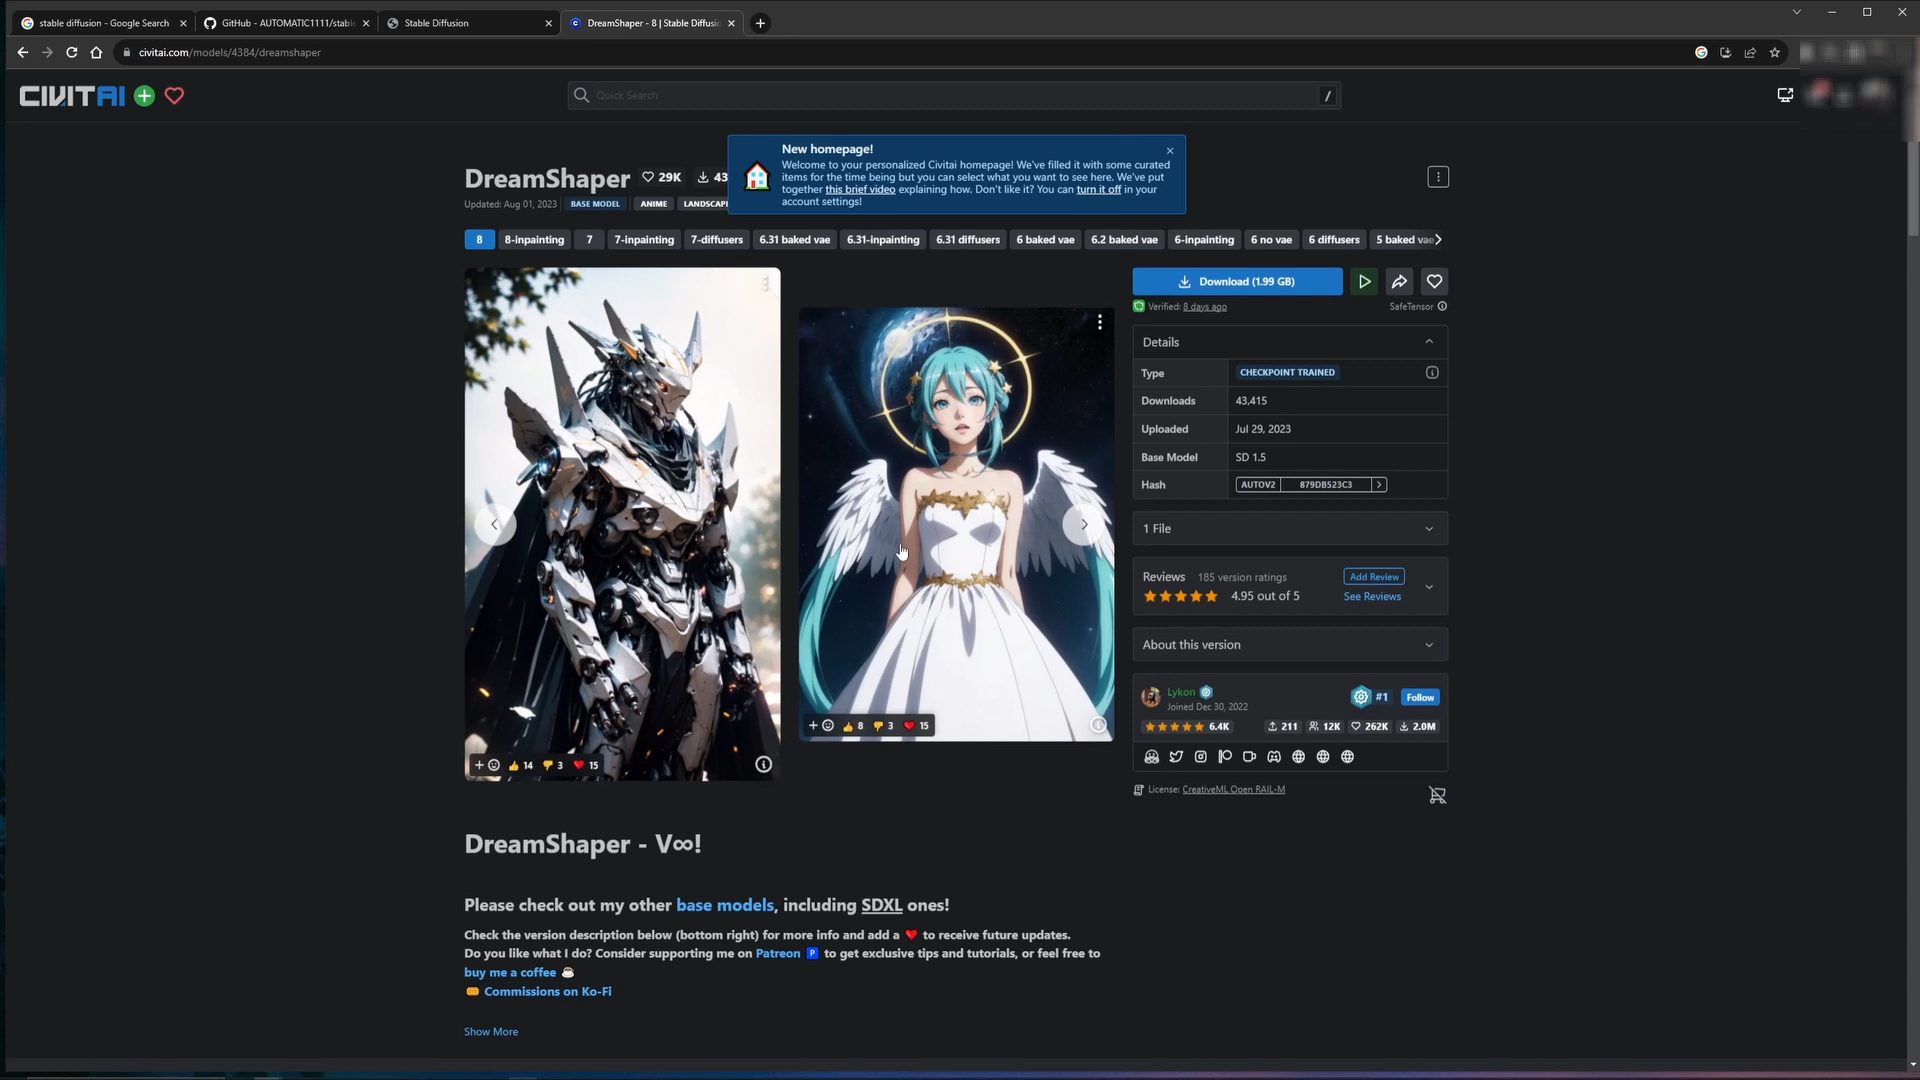 stable diffusion - Google Search
GitHub - AUTOMATIC1111/stabl
Stable Diffusion
DreamShaper - 8 | Stable Diffusio
civitai.com/models/4384/dreamshaper
CIVITAI
Quick Search
/
New homepage!
Welcome to your personalized Civitai homepage! We've filled it with some curated
items for the time being but you can select what you want to see here. We've put
together this brief video explaining how. Don't like it? You can turn it off in your
account settings!
DreamShaper 29K 43
Updated: Aug 01, 2023 BASE MODEL ANIME LANDSCAP
8 8-inpainting 7 7-inpainting 7-diffusers 6.31 baked vae 6.31-inpainting 6.31 diffusers 6 baked vae 6.2 baked vae 6-inpainting 6 no vae 6 diffusers 5 baked vae
Download (1.99 GB)
Verified: 8 days ago SafeTensor
Details
Type CHECKPOINT TRAINED
Downloads 43,415
Uploaded Jul 29, 2023
Base Model SD 1.5
Hash AUTOV2 879DB523C3
1 File
Reviews 185 version ratings Add Review
4.95 out of 5 See Reviews
About this version
Lykon #1 Follow
Joined Dec 30, 2022
6.4K 211 12K 262K 2.0M
License: CreativeML Open RAIL-M
14 3 15
8 3 15
DreamShaper - V∞!
Please check out my other base models, including SDXL ones!
Check the version description below (bottom right) for more info and add a ❤️ to receive future updates.
Do you like what I do? Consider supporting me on Patreon 🅿️ to get exclusive tips and tutorials, or feel free to
buy me a coffee ☕
🎟️ Commissions on Ko-Fi
Show More